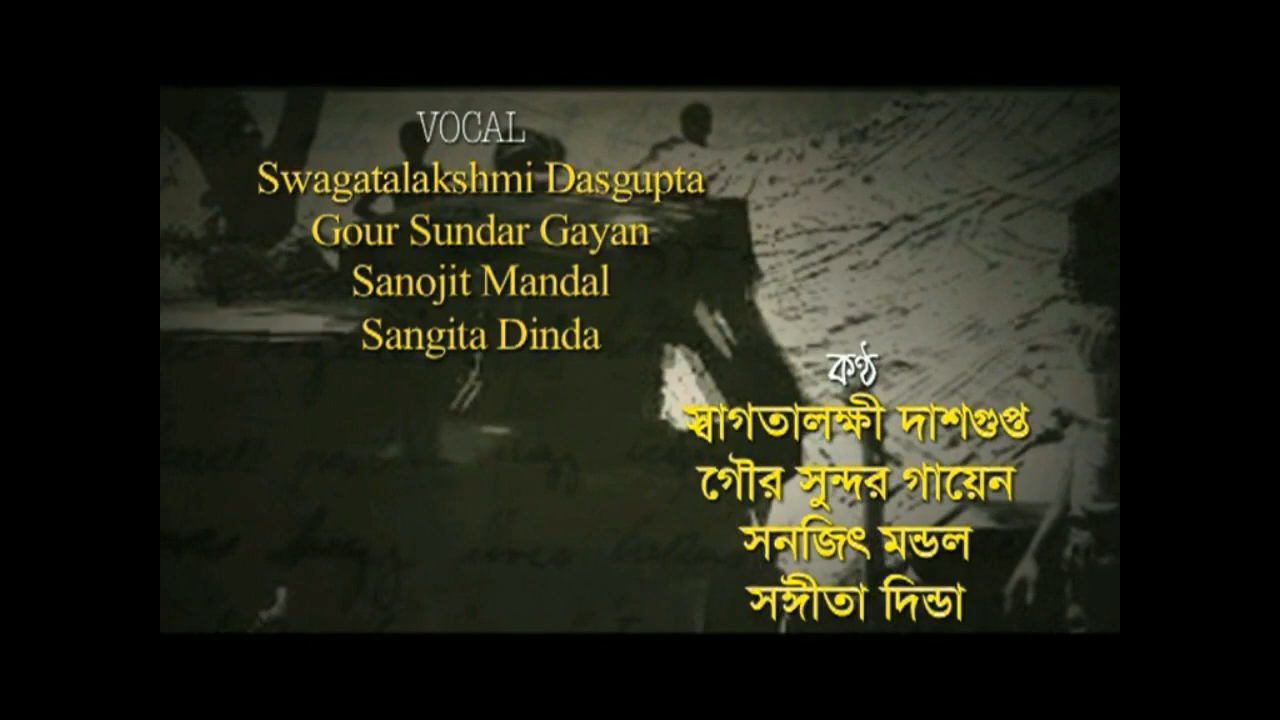 VOCAL
Swagatalakshmi Dasgupta
Gour Sundar Gayan
Sanojit Mandal
Sangita Dinda
কণ্ঠ
স্বাগতালক্ষী দাশগুপ্ত
গৌর সুন্দর গায়েন
সনজিৎ মন্ডল
সঙ্গীতা দিন্ডা